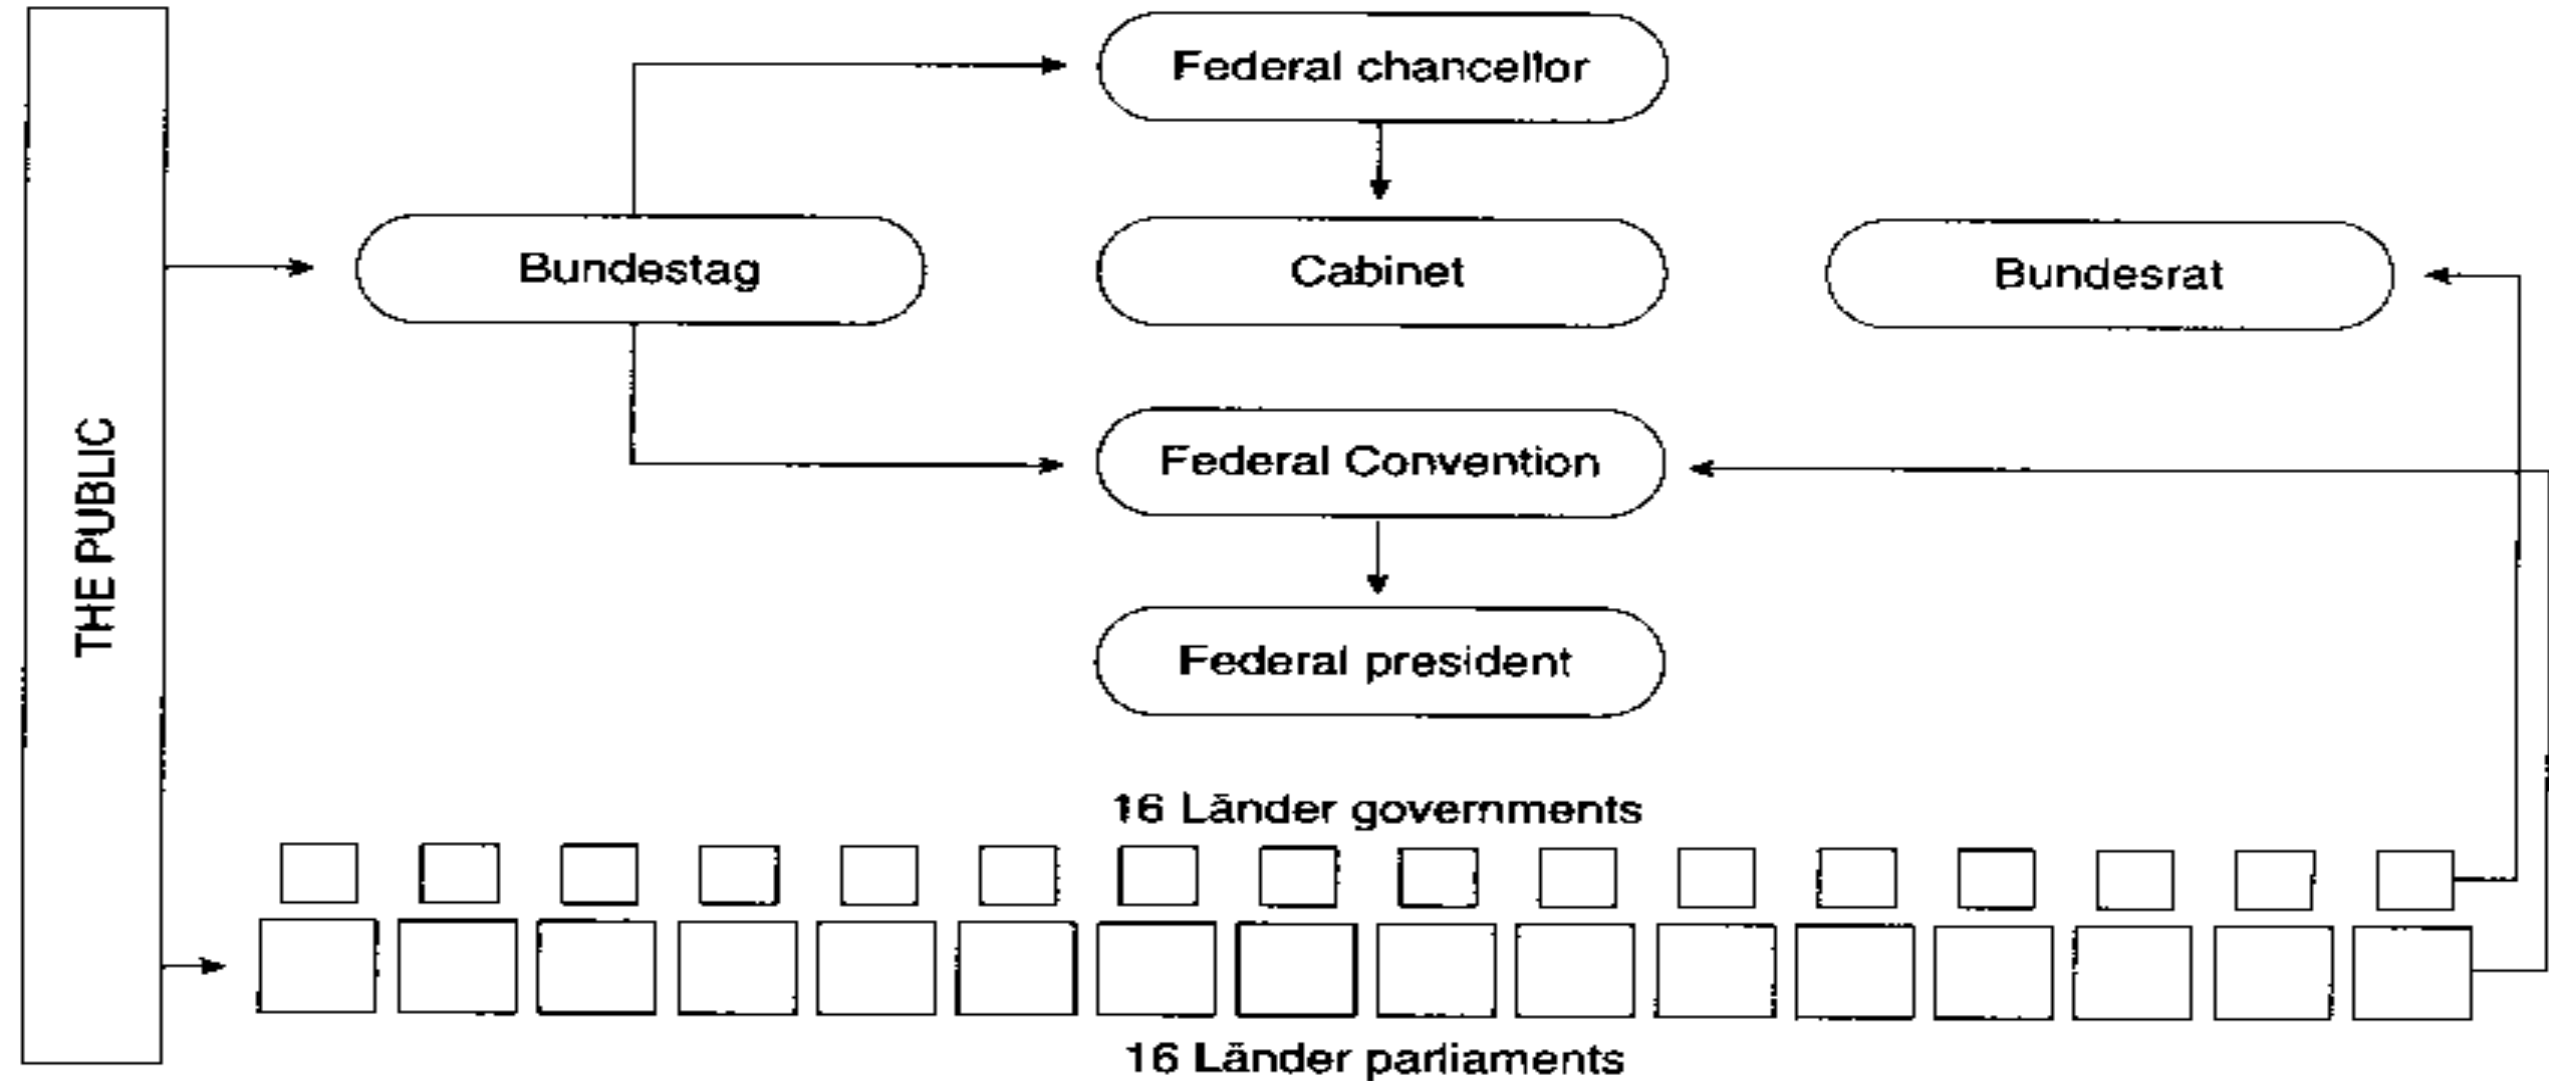 Federal chancellor
Bundestag
Cabinet
Bundesrat
THE PUBLIC
Federal Convention
Federal president
16 Länder governments
16 Länder parliaments